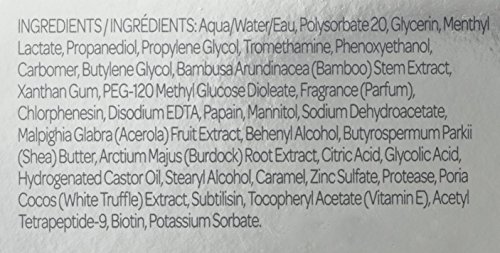 INGREDIENTS / INGRÉDIENTS: Aqua/Water/Eau, Polysorbate 20, Glycerin, Menthyl
Lactate, Propanediol, Propylene Glycol, Tromethamine, Phenoxyethanol,
Carbomer, Butylene Glycol, Bambusa Arundinacea (Bamboo) Stem Extract,
Xanthan Gum, PEG-120 Methyl Glucose Dioleate, Fragrance (Parfum),
Chlorphenesin, Disodium EDTA, Papain, Mannitol, Sodium Dehydroacetate,
Malpighia Glabra (Acerola) Fruit Extract, Behenyl Alcohol, Butyrospermum Parkii
(Shea) Butter, Arctium Majus (Burdock) Root Extract, Citric Acid, Glycolic Acid,
Hydrogenated Castor Oil, Stearyl Alcohol, Caramel, Zinc Sulfate, Protease, Poria
Cocos (White Truffle) Extract, Subtilisin, Tocopheryl Acetate (Vitamin E), Acetyl
Tetrapeptide-9, Biotin, Potassium Sorbate.